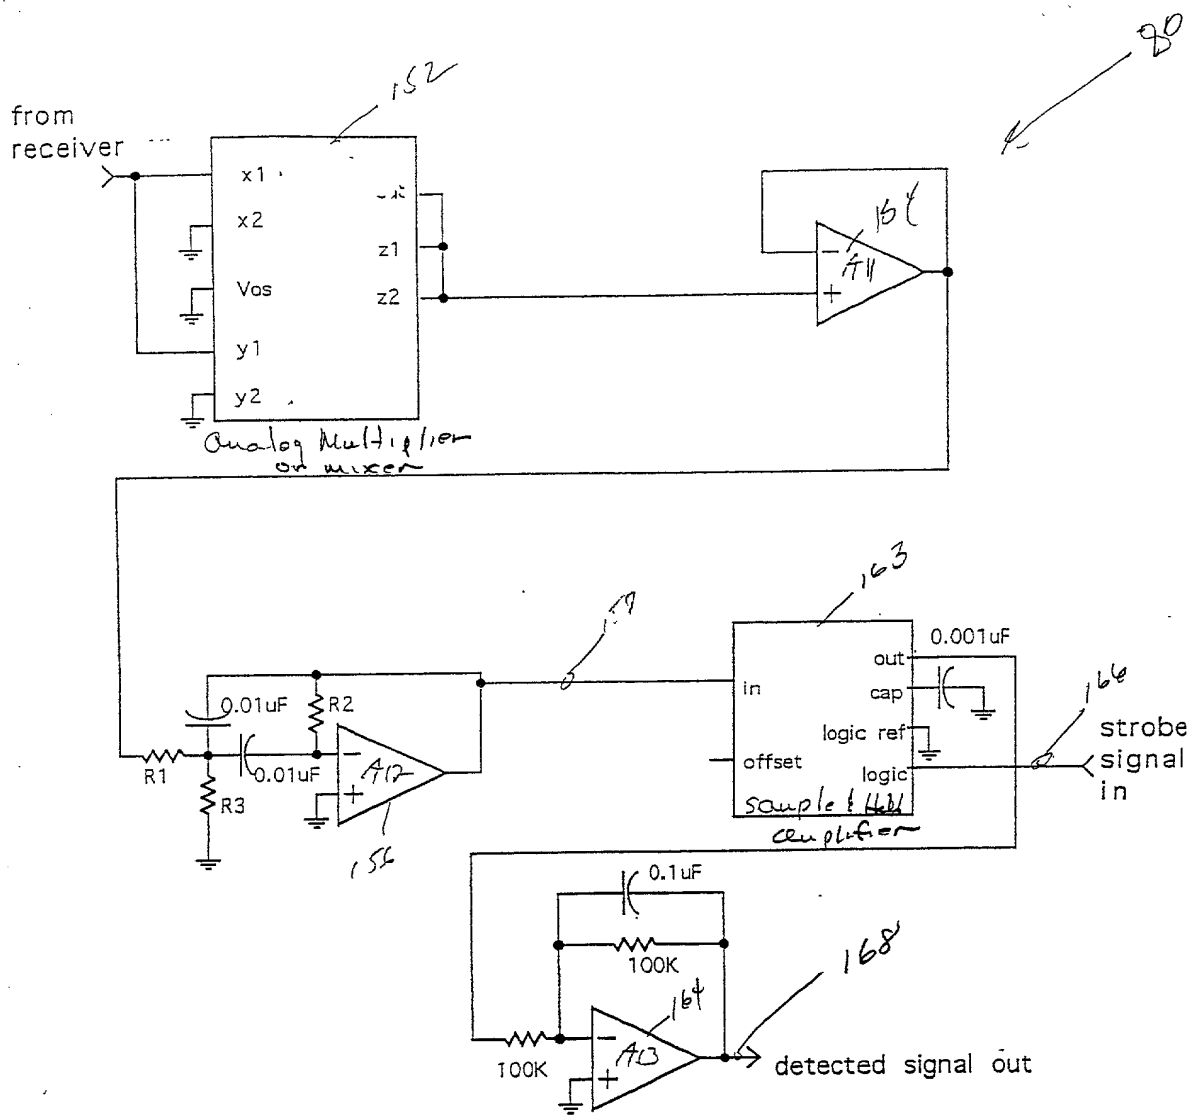 80
152
from
receiver
x1
x2
z1
Vos
z2
y1
y2
154
−
A11
+
Analog Multiplier
or mixer
163
0.001uF
out
in
cap
166
0.01uF
R2
logic ref
strobe
signal
in
R1
0.01uF
−
A12
+
offset
logic
R3
Sample & Hold
amplifier
156
0.1uF
100K
168
164
−
A13
+
100K
detected signal out